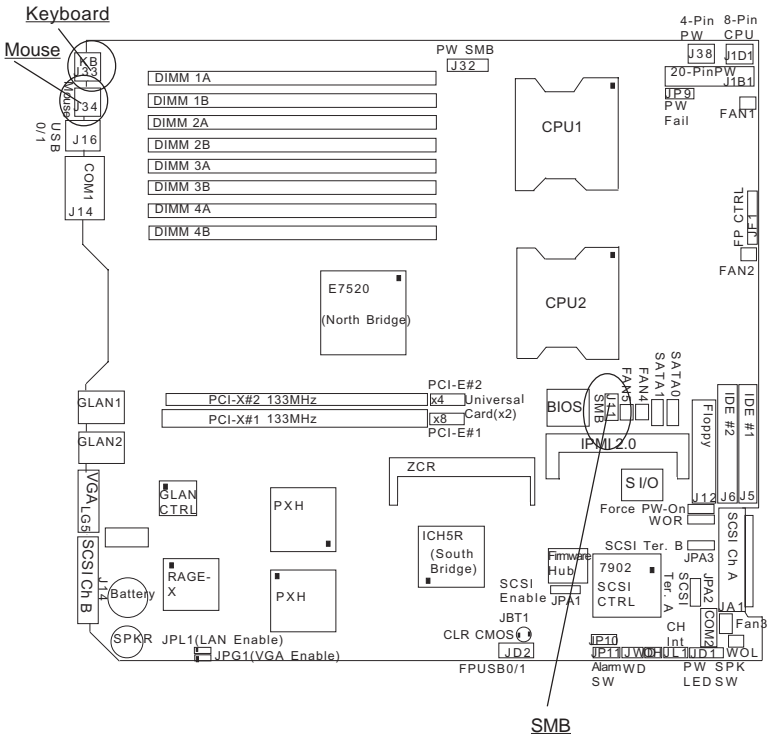 Keyboard
Mouse
KB
J33
Mouse
J34
USB
0/1
J16
COM1
J14
DIMM 1A
DIMM 1B
DIMM 2A
DIMM 2B
DIMM 3A
DIMM 3B
DIMM 4A
DIMM 4B
PW SMB
J32
CPU1
4-Pin
PW
J38
8-Pin
CPU
J1D1
20-PinPW
J1B1
JP9
PW
Fail
FAN1
FP CTRL
JF1
FAN2
E7520
(North Bridge)
CPU2
GLAN1
GLAN2
PCI-X#2 133MHz
PCI-X#1 133MHz
PCI-E#2
x4
Universal
Card(x2)
x8
PCI-E#1
BIOS
SMB
J11
FAN5
FAN4
SATA1
SATA0
IPMI 2.0
Floppy
J12
IDE #2
J6
IDE #1
J5
ZCR
S I/O
Force PW-On
WOR
VGA
LG5
GLAN
CTRL
PXH
ICH5R
(South
Bridge)
Firmware
Hub
SCSI Ter. B
JPA3
SCSI Ch A
JA1
SCSI Ch B
J14
Battery
RAGE-
X
PXH
SCSI
Enable
JPA1
7902
SCSI
CTRL
SCSI
Ter. A
JPA2
COM2
Fan3
SPKR
JPL1(LAN Enable)
JPG1(VGA Enable)
JBT1
CLR CMOS
JD2
FPUSB0/1
JP10
JP11
Alarm
SW
JWD
WD
CH
Int
JL1
JD1
PW
LED
SPK
SW
WOL
SMB